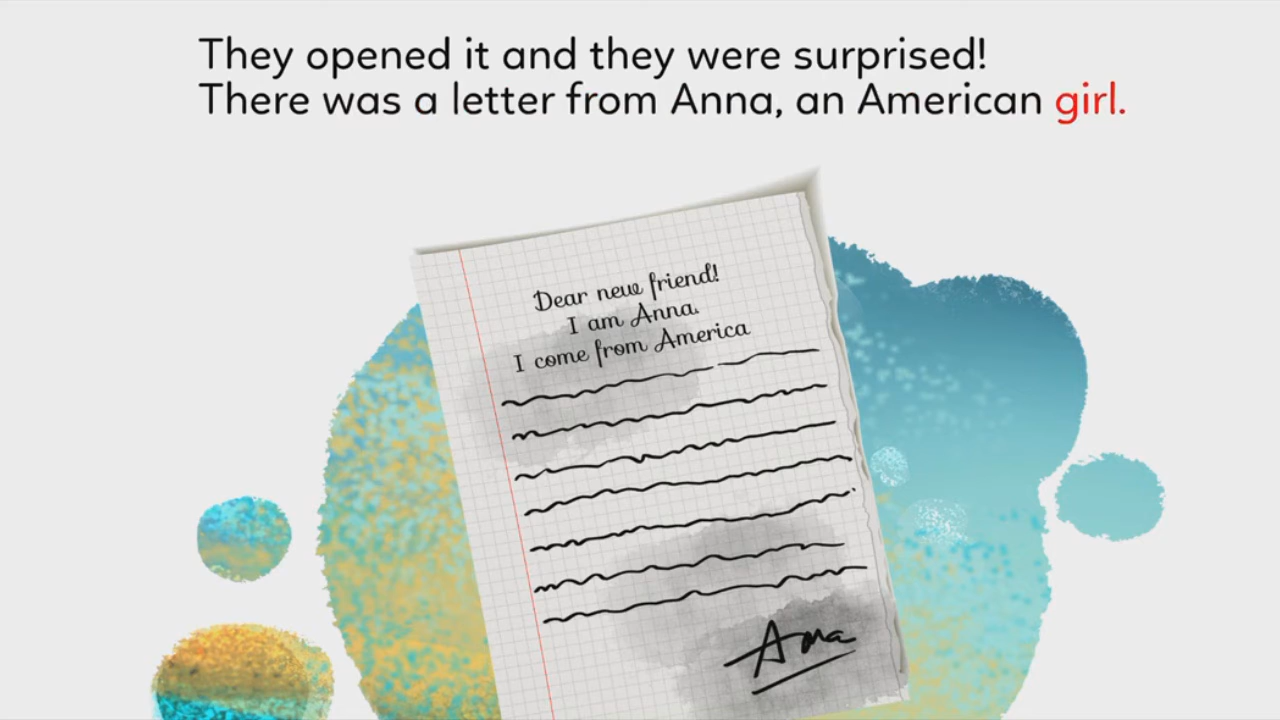 They opened it and they were surprised!
There was a letter from Anna, an American girl.
Dear new friend!
I am Anna.
I come from America
Anna